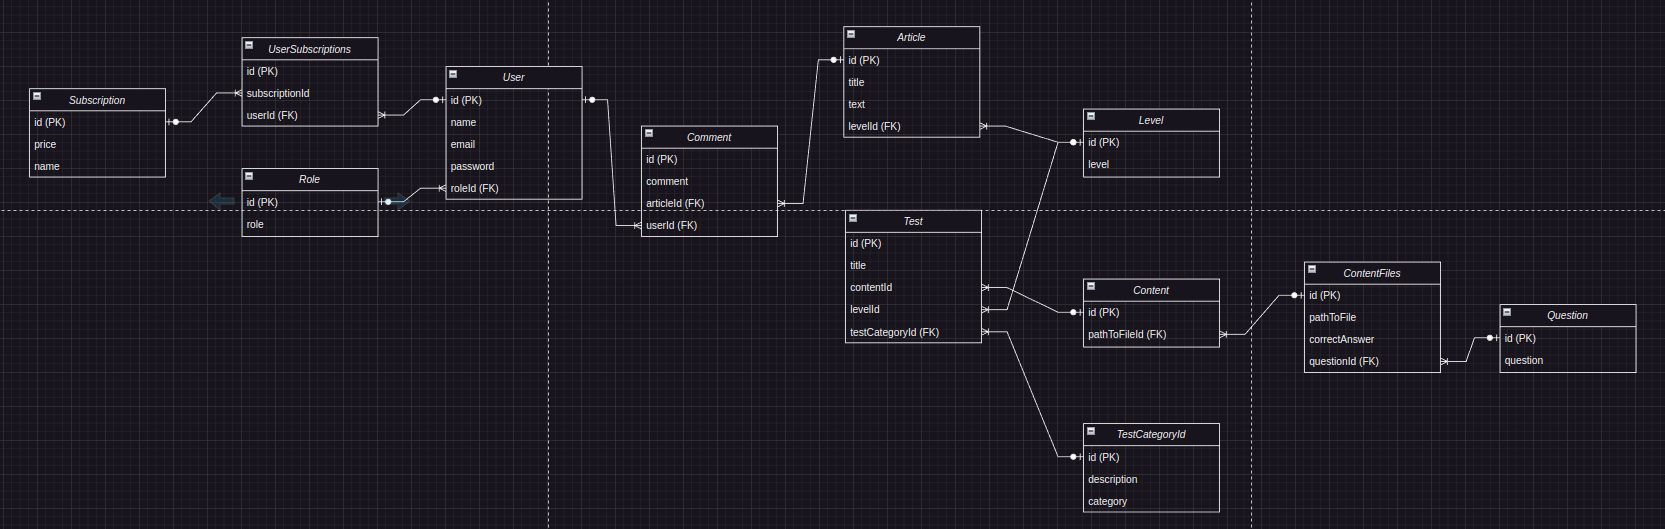 Subscription
id (PK)
price
name
UserSubscriptions
id (PK)
subscriptionId
userId (FK)
Role
id (PK)
role
User
id (PK)
name
email
password
roleId (FK)
Comment
id (PK)
comment
articleId (FK)
userId (FK)
Article
id (PK)
title
text
levelId (FK)
Test
id (PK)
title
contentId
levelId
testCategoryId (FK)
Level
id (PK)
level
Content
id (PK)
pathToFileId (FK)
TestCategoryId
id (PK)
description
category
ContentFiles
id (PK)
pathToFile
correctAnswer
questionId (FK)
Question
id (PK)
question